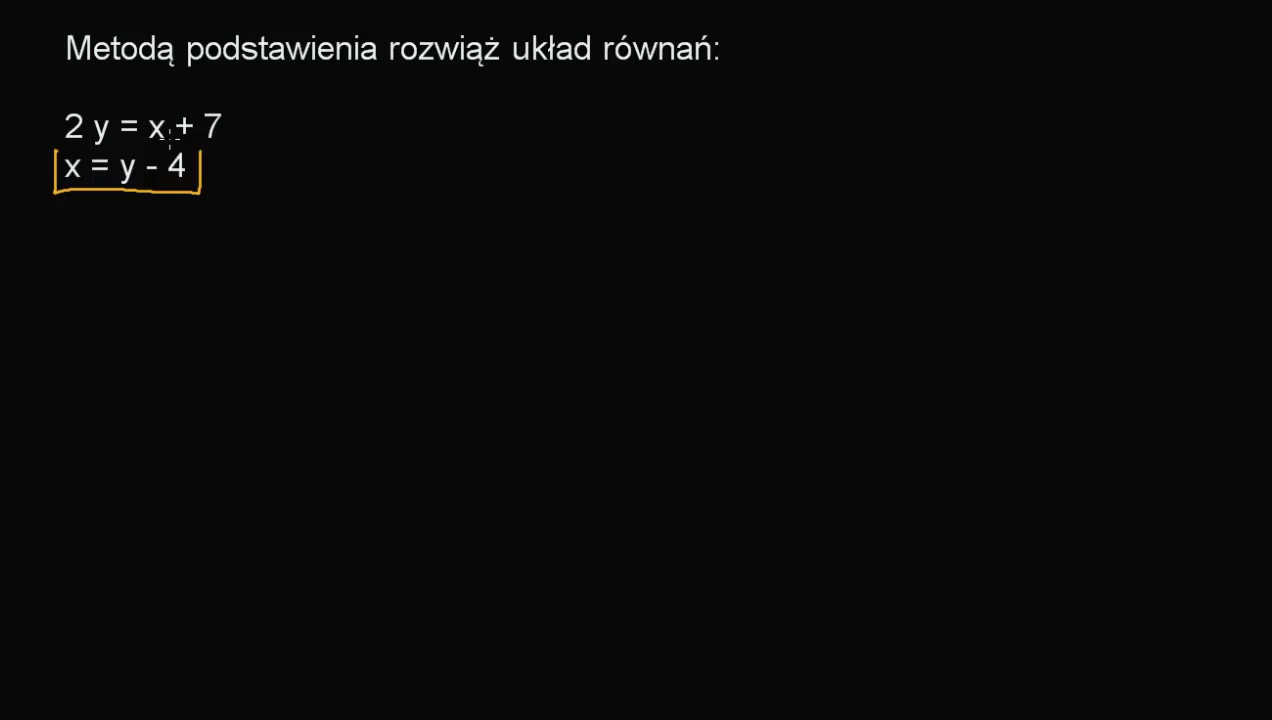 Metodą podstawienia rozwiąż układ równań:
2 y = x + 7
x = y - 4